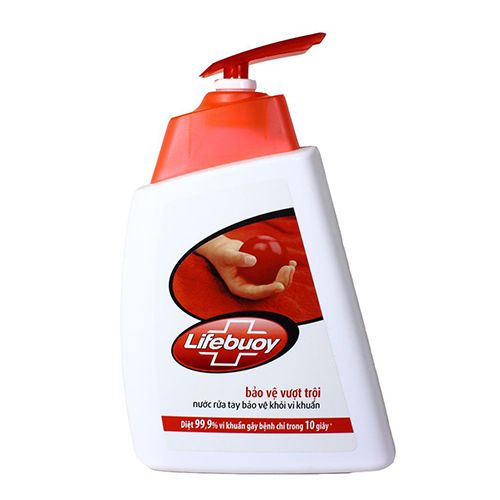 Lifebuoy
bảo vệ vượt trội
nước rửa tay bảo vệ khỏi vi khuẩn
Diệt 99,9% vi khuẩn gây bệnh chỉ trong 10 giây*